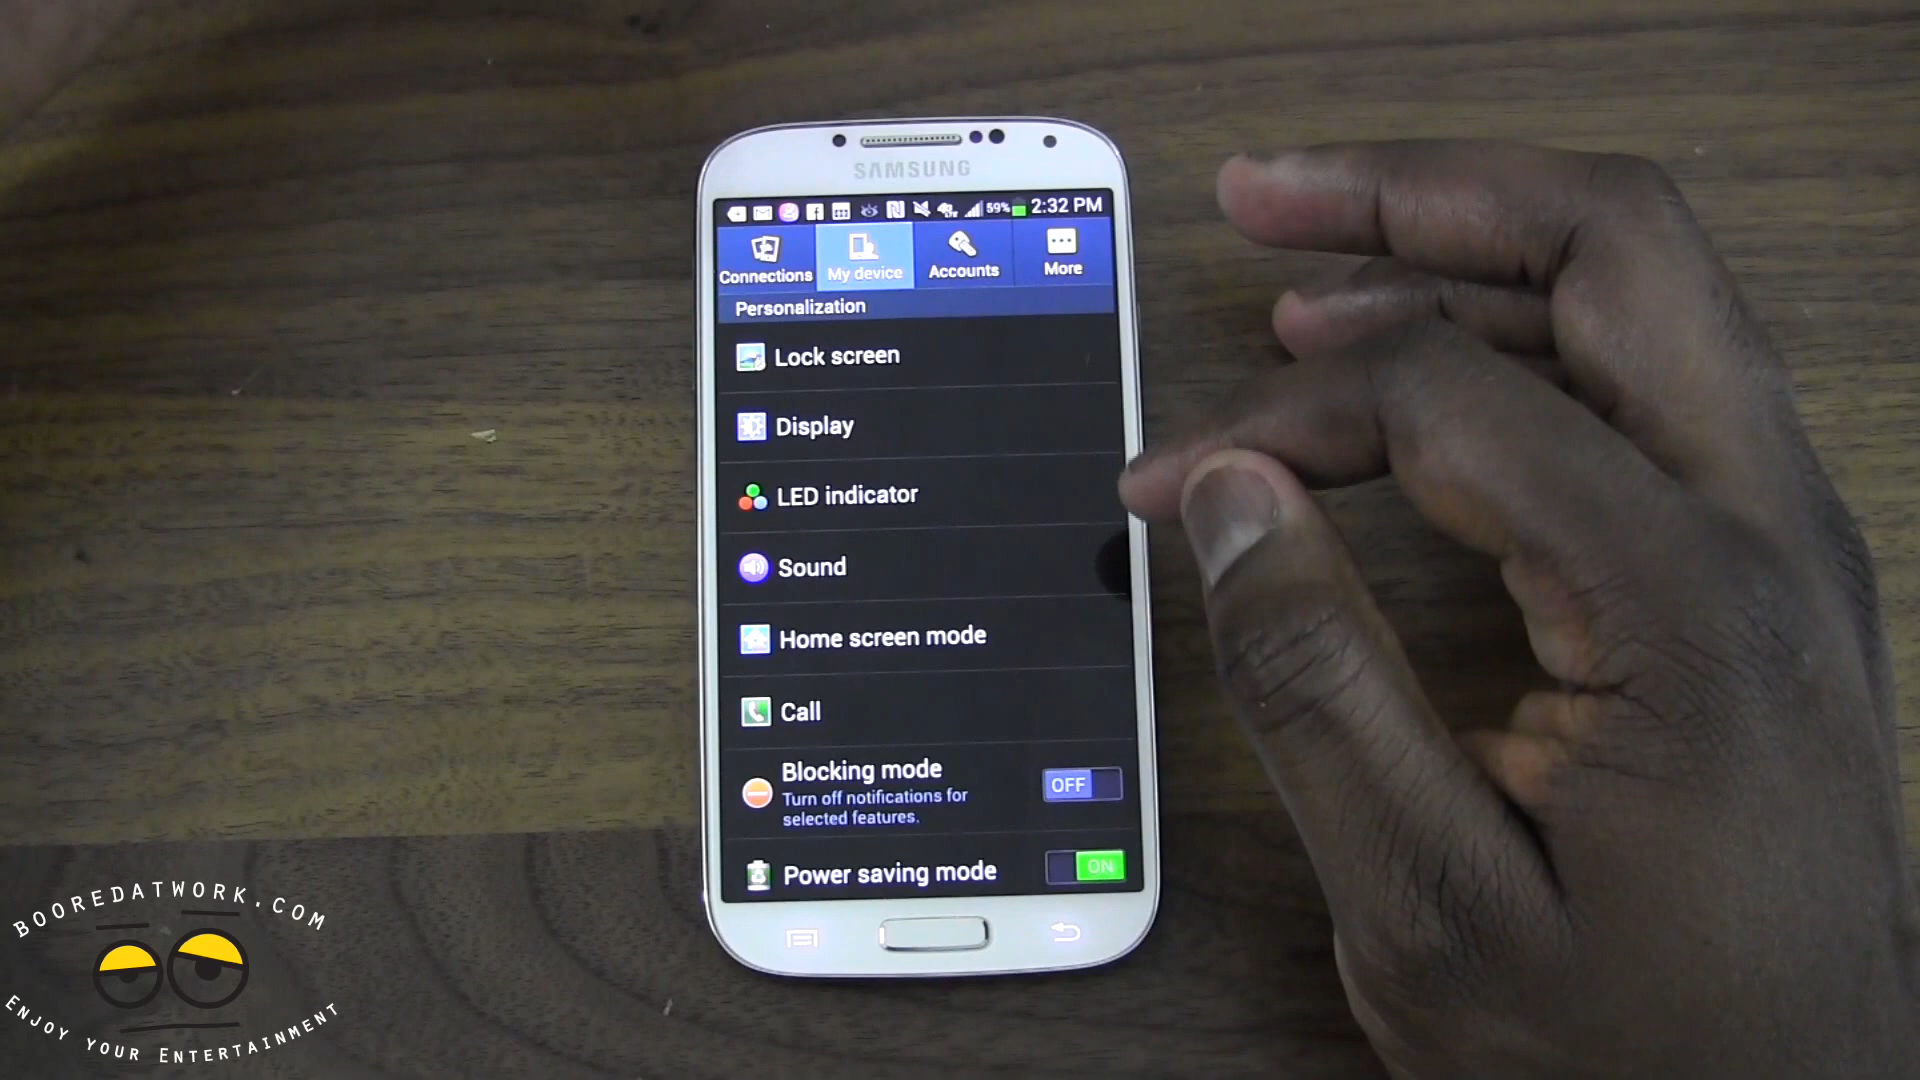 SAMSUNG
59% 2:32 PM
Connections My device Accounts More
Personalization
Lock screen
Display
LED indicator
Sound
Home screen mode
Call
Blocking mode
Turn off notifications for
selected features.
OFF
Power saving mode
ON
BOOREDATWORK.COM
ENJOY YOUR ENTERTAINMENT